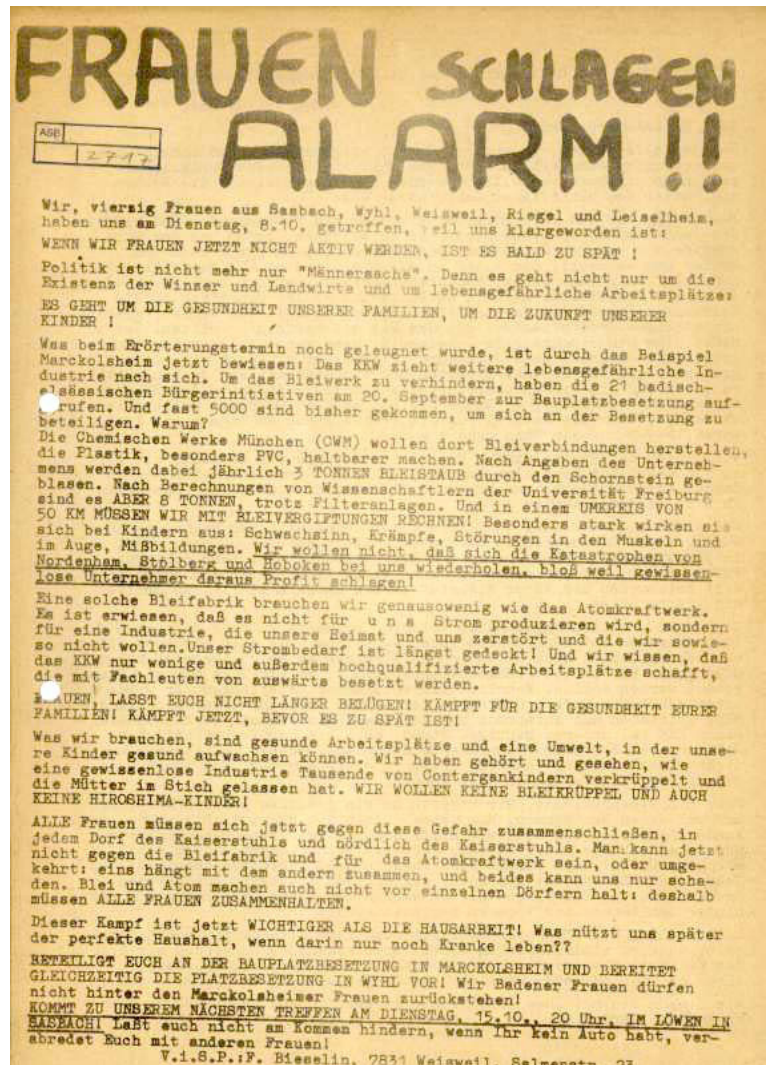 FRAUEN SCHLAGEN
ALARM!!
ASB
2717
Wir, vierzig Frauen aus Sasbach, Wyhl, Weisweil, Riegel und Leiselheim,
haben uns am Dienstag, 8.10. getroffen, weil uns klargeworden ist:
WENN WIR FRAUEN JETZT NICHT AKTIV WERDEN, IST ES BALD ZU SPÄT !
Politik ist nicht mehr nur "Männersache". Denn es geht nicht nur um die
Existenz der Winzer und Landwirte und um lebensgefährliche Arbeitsplätze:
ES GEHT UM DIE GESUNDHEIT UNSERER FAMILIEN, UM DIE ZUKUNFT UNSERER
KINDER !
Was beim Erörterungstermin noch geleugnet wurde, ist durch das Beispiel
Marckolsheim jetzt bewiesen: Das KKW zieht weitere lebensgefährliche In-
dustrie nach sich. Um das Bleiwerk zu verhindern, haben die 21 badisch-
elsässischen Bürgerinitiativen am 20. September zur Bauplatzbesetzung auf-
gerufen. Und fast 5000 sind bisher gekommen, um sich an der Besetzung zu
beteiligen. Warum?
Die Chemischen Werke München (CWM) wollen dort Bleiverbindungen herstellen,
die Plastik, besonders PVC, haltbarer machen. Nach Angaben des Unterneh-
mens werden dabei jährlich 3 TONNEN BLEISTAUB durch den Schornstein ge-
blasen. Nach Berechnungen von Wissenschaftlern der Universität Freiburg
sind es ABER 8 TONNEN, trotz Filteranlagen. Und in einem UMKREIS VON
50 KM MÜSSEN WIR MIT BLEIVERGIFTUNGEN RECHNEN! Besonders stark wirken sie
sich bei Kindern aus: Schwachsinn, Krämpfe, Störungen in den Muskeln und
im Auge, Mißbildungen. Wir wollen nicht, daß sich die Katastrophen von
Nordenham, Stolberg und Hoboken bei uns wiederholen, bloß weil gewissen-
lose Unternehmer daraus Profit schlagen!
Eine solche Bleifabrik brauchen wir genausowenig wie das Atomkraftwerk.
Es ist erwiesen, daß es nicht für u n s Strom produzieren wird, sondern
für eine Industrie, die unsere Heimat und uns zerstört und die wir sowie-
so nicht wollen.Unser Strombedarf ist längst gedeckt! Und wir wissen, daß
das KKW nur wenige und außerdem hochqualifizierte Arbeitsplätze schafft,
die mit Fachleuten von auswärts besetzt werden.
FRAUEN, LASST EUCH NICHT LÄNGER BELÜGEN! KÄMPFT FÜR DIE GESUNDHEIT EURER
FAMILIEN! KÄMPFT JETZT, BEVOR ES ZU SPÄT IST!
Was wir brauchen, sind gesunde Arbeitsplätze und eine Umwelt, in der unse-
re Kinder gesund aufwachsen können. Wir haben gehört und gesehen, wie
eine gewissenlose Industrie Tausende von Contergankindern verkrüppelt und
die Mütter im Stich gelassen hat. WIR WOLLEN KEINE BLEIKRÜPPEL UND AUCH
KEINE HIROSHIMA-KINDER!
ALLE Frauen müssen sich jetzt gegen diese Gefahr zusammenschließen, in
jedem Dorf des Kaiserstuhls und nördlich des Kaiserstuhls. Man kann jetzt
nicht gegen die Bleifabrik und für das Atomkraftwerk sein, oder umge-
kehrt: eins hängt mit dem andern zusammen, und beides kann uns nur scha-
den. Blei und Atom machen auch nicht vor einzelnen Dörfern halt: deshalb
müssen ALLE FRAUEN ZUSAMMENHALTEN.
Dieser Kampf ist jetzt WICHTIGER ALS DIE HAUSARBEIT! Was nützt uns später
der perfekte Haushalt, wenn darin nur noch Kranke leben??
BETEILIGT EUCH AN DER BAUPLATZBESETZUNG IN MARCKOLSHEIM UND BEREITET
GLEICHZEITIG DIE PLATZBESETZUNG IN WYHL VOR! Wir Badener Frauen dürfen
nicht hinter den Marckolsheimer Frauen zurückstehen!
KOMMT ZU UNSEREM NÄCHSTEN TREFFEN AM DIENSTAG, 15.10., 20 Uhr, IM LÖWEN IN
SASBACH! Laßt euch nicht am Kommen hindern, wenn Ihr kein Auto habt, ver-
abredet Euch mit anderen Frauen!
V.i.S.P.:F. Bieselin, 7831 Weisweil, Salmenstr. 23